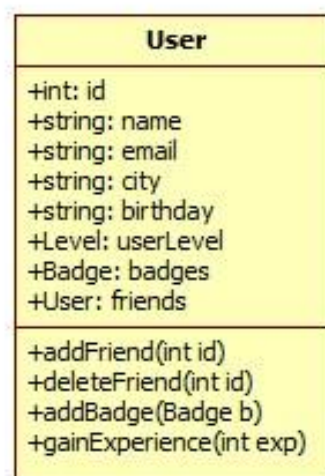 User
+int: id
+string: name
+string: email
+string: city
+string: birthday
+Level: userLevel
+Badge: badges
+User: friends
+addFriend(int id)
+deleteFriend(int id)
+addBadge(Badge b)
+gainExperience(int exp)